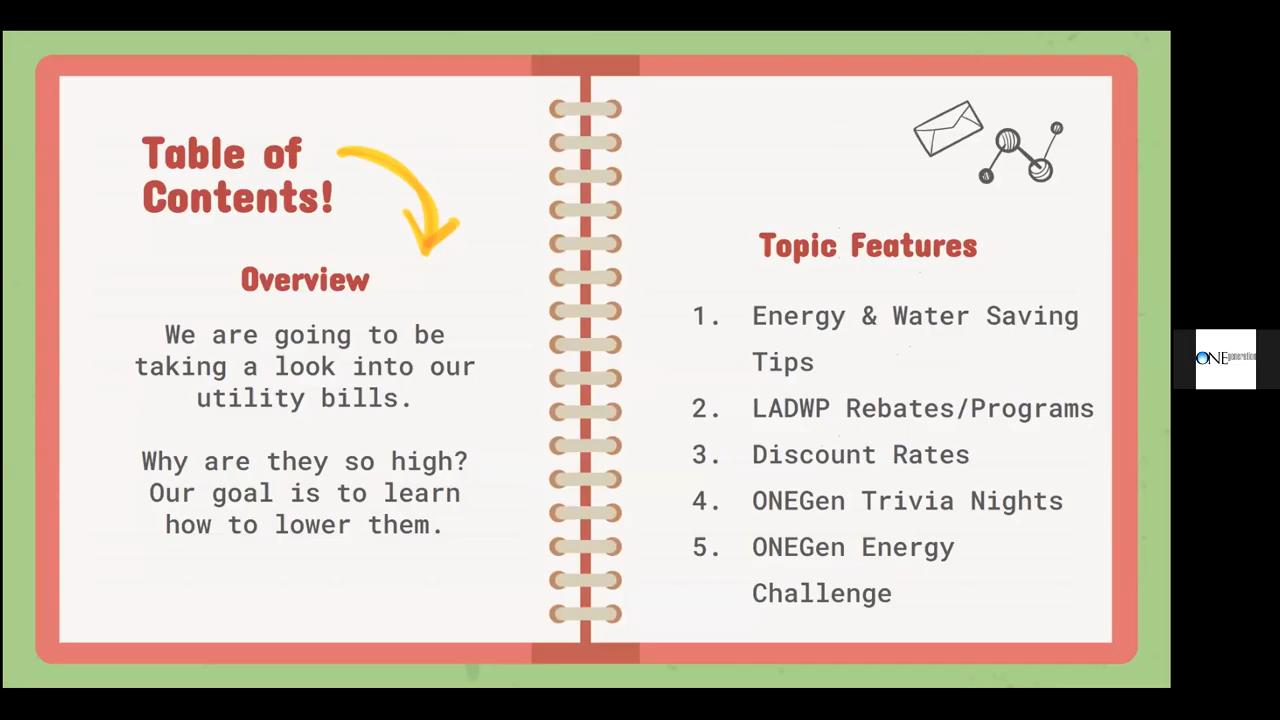 Table of
Contents!
Overview
We are going to be
taking a look into our
utility bills.
Why are they so high?
Our goal is to learn
how to lower them.
Topic Features
1. Energy & Water Saving
Tips
2. LADWP Rebates/Programs
3. Discount Rates
4. ONEGen Trivia Nights
5. ONEGen Energy
Challenge
ONEgeneration